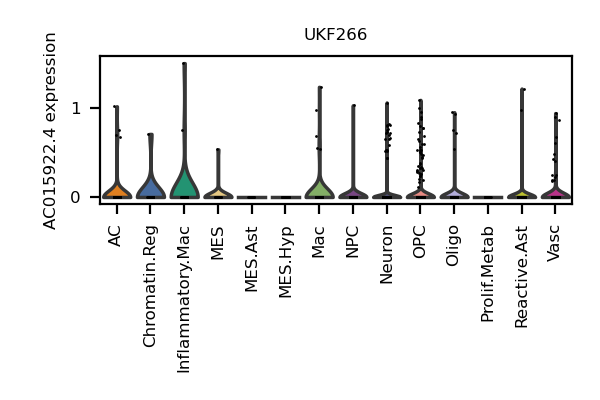 UKF266
AC015922.4 expression
1
0
AC
Chromatin.Reg
Inflammatory.Mac
MES
MES.Ast
MES.Hyp
Mac
NPC
Neuron
OPC
Oligo
Prolif.Metab
Reactive.Ast
Vasc